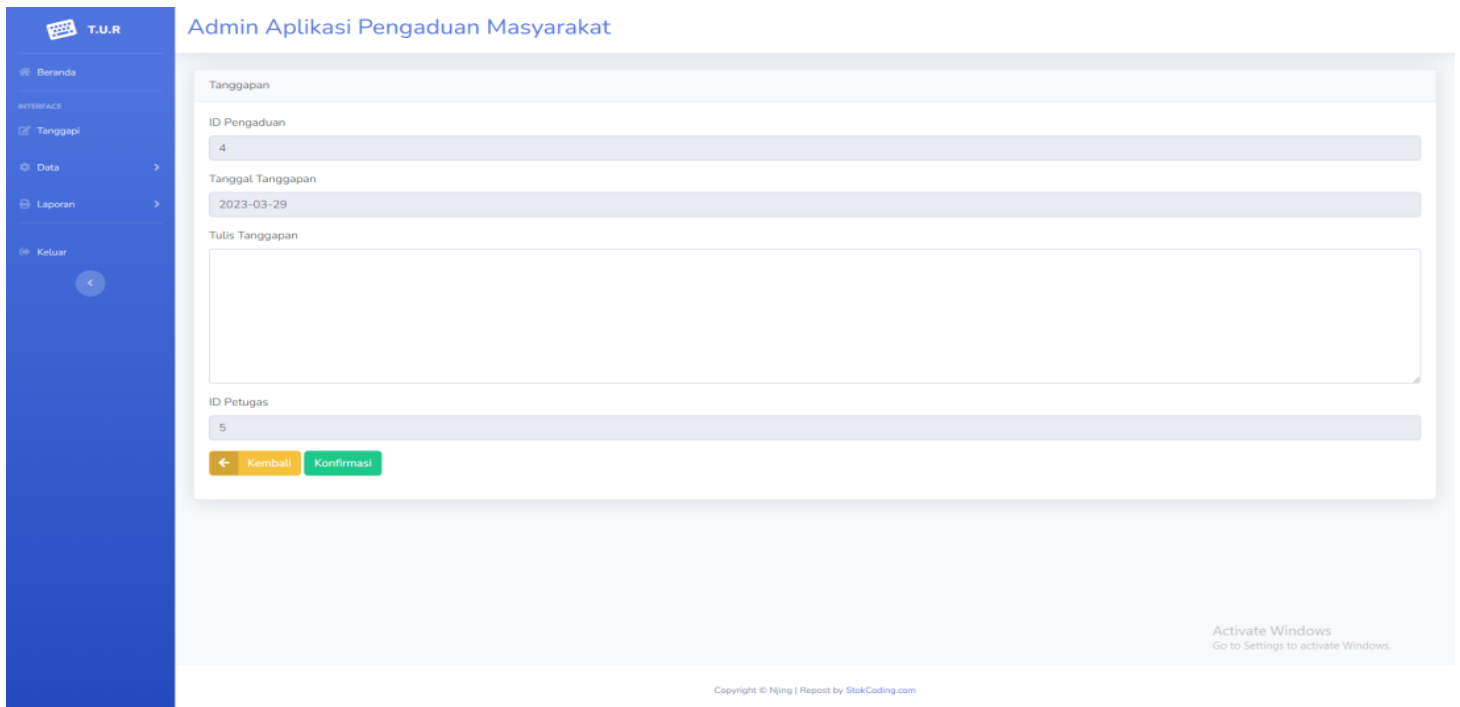 T.U.R
Admin Aplikasi Pengaduan Masyarakat
Beranda
INTERFACE
Tanggapi
Data
Laporan
Keluar
Tanggapan
ID Pengaduan
4
Tanggal Tanggapan
2023-03-29
Tulis Tanggapan
ID Petugas
5
Kembali
Konfirmasi
Activate Windows
Go to Settings to activate Windows.
Copyright © Njing | Repost by StokCoding.com